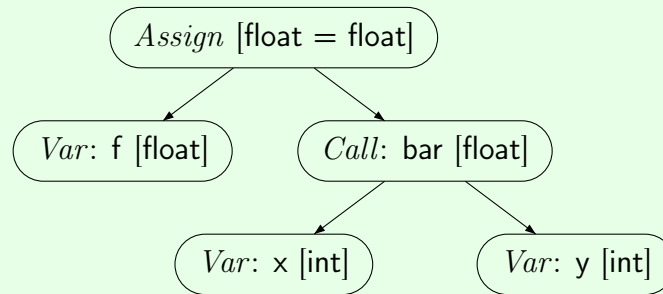 Assign [float = float]
Var: f [float]
Call: bar [float]
Var: x [int]
Var: y [int]